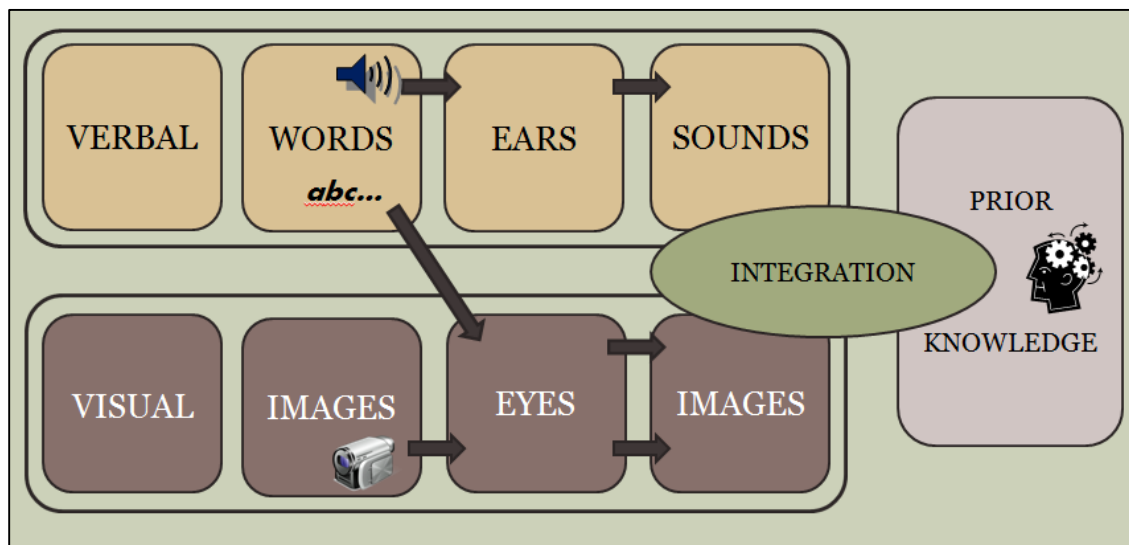 VERBAL
WORDS
abc...
EARS
SOUNDS
PRIOR
KNOWLEDGE
INTEGRATION
VISUAL
IMAGES
EYES
IMAGES